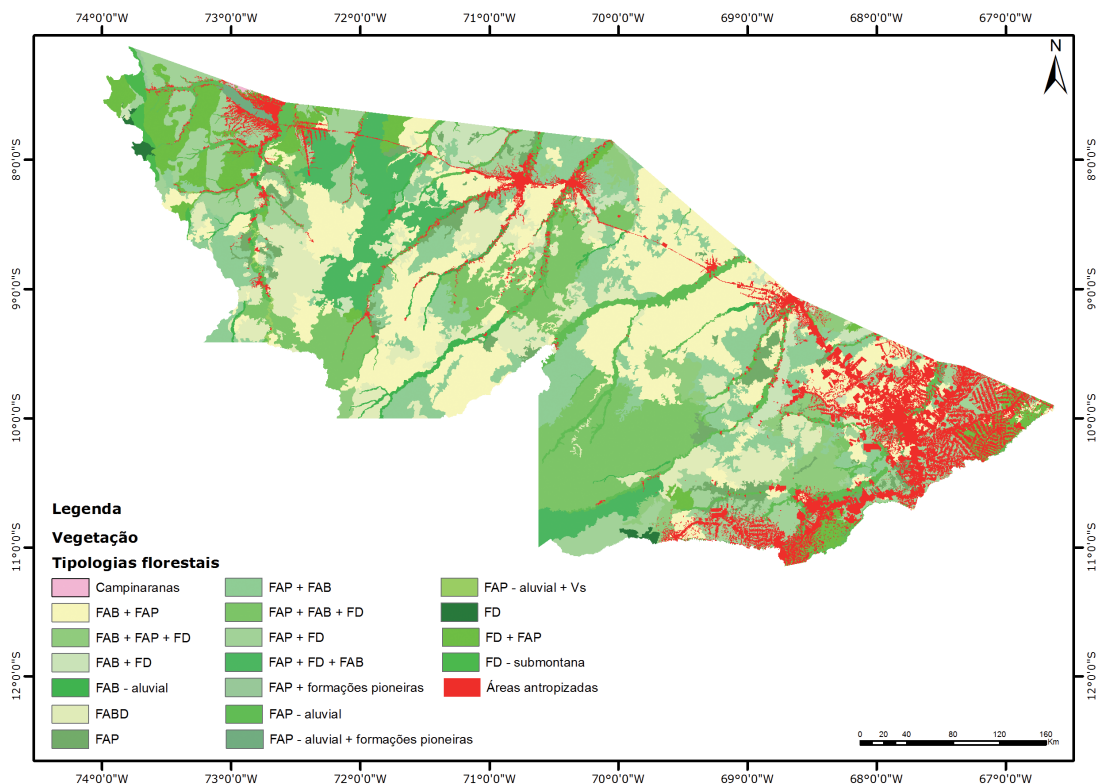 74°0'0"W 73°0'0"W 72°0'0"W 71°0'0"W 70°0'0"W 69°0'0"W 68°0'0"W 67°0'0"W
N
8°0'0"S 8°0'0"S
9°0'0"S 9°0'0"S
10°0'0"S 10°0'0"S
11°0'0"S 11°0'0"S
12°0'0"S 12°0'0"S
Legenda
Vegetação
Tipologias florestais
Campinaranas
FAB + FAP
FAB + FAP + FD
FAB + FD
FAB - aluvial
FABD
FAP
FAP + FAB
FAP + FAB + FD
FAP + FD
FAP + FD + FAB
FAP + formações pioneiras
FAP - aluvial
FAP - aluvial + formações pioneiras
FAP - aluvial + Vs
FD
FD + FAP
FD - submontana
Áreas antropizadas
0 20 40 80 120 160
Km
74°0'0"W 73°0'0"W 72°0'0"W 71°0'0"W 70°0'0"W 69°0'0"W 68°0'0"W 67°0'0"W